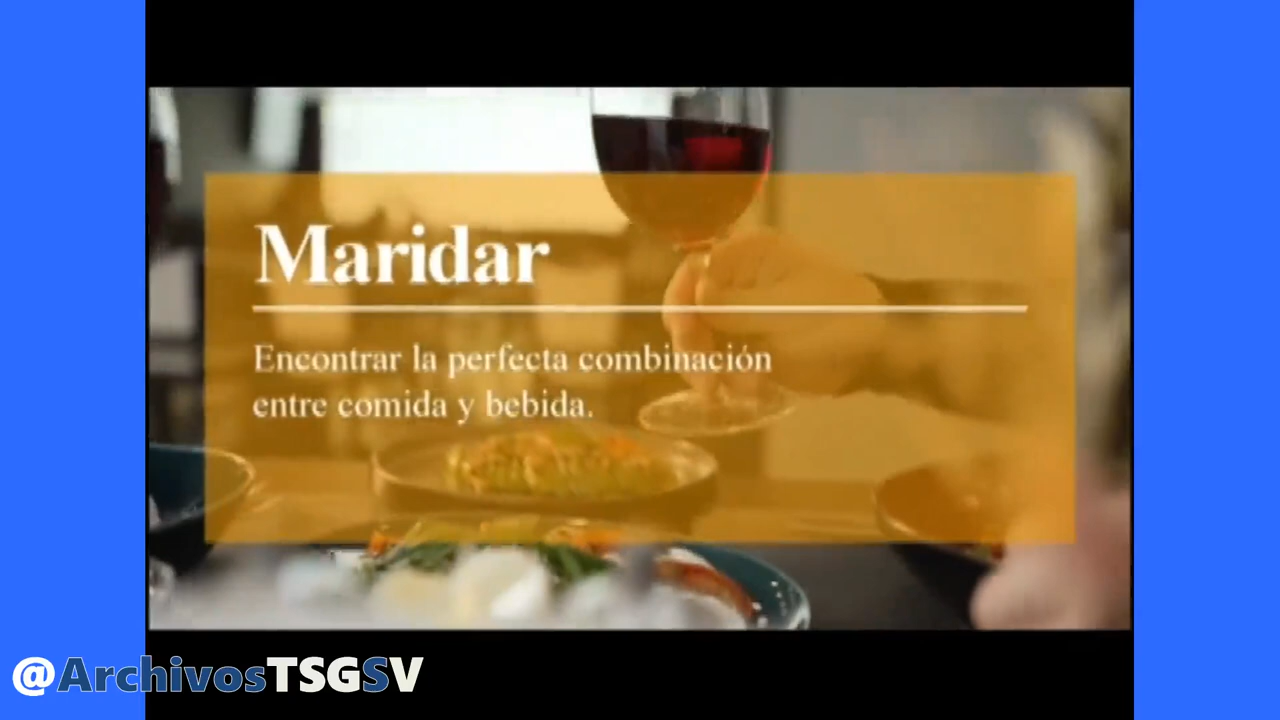 Maridar
Encontrar la perfecta combinación
entre comida y bebida.
@ArchivosTSGSV